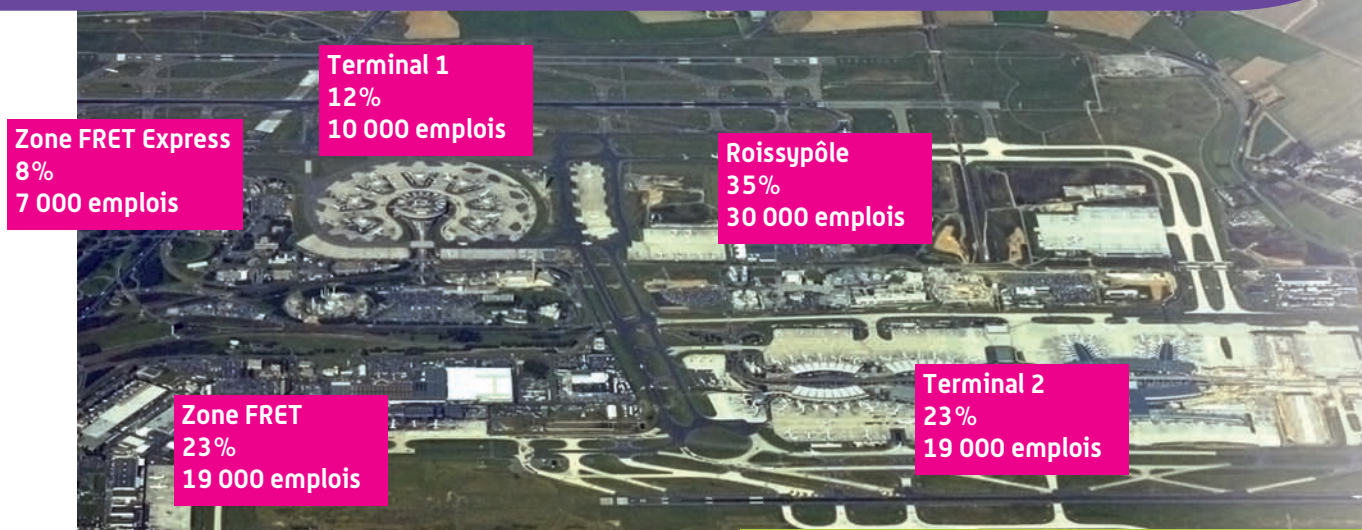 Terminal 1
12%
10 000 emplois
Zone FRET Express
8%
7 000 emplois
Roissypôle
35%
30 000 emplois
Terminal 2
23%
19 000 emplois
Zone FRET
23%
19 000 emplois